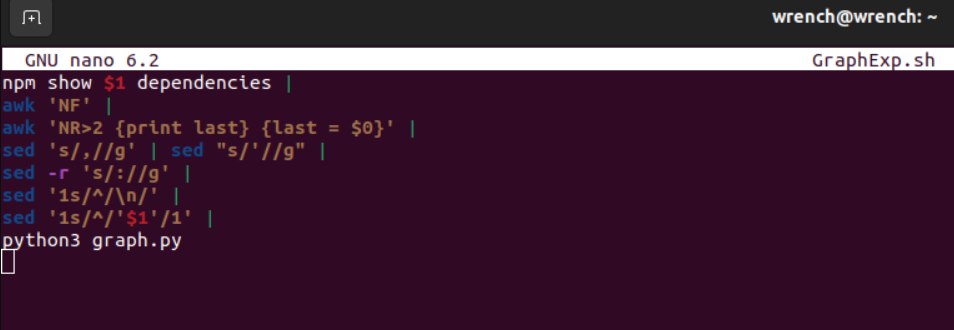 wrench@wrench: ~
GNU nano 6.2 GraphExp.sh
npm show $1 dependencies |
awk 'NF' |
awk 'NR>2 {print last} {last = $0}' |
sed 's/,//g' | sed "s/'//g" |
sed -r 's/://g' |
sed '1s/^/\n/' |
sed '1s/^/'$1'/1' |
python3 graph.py